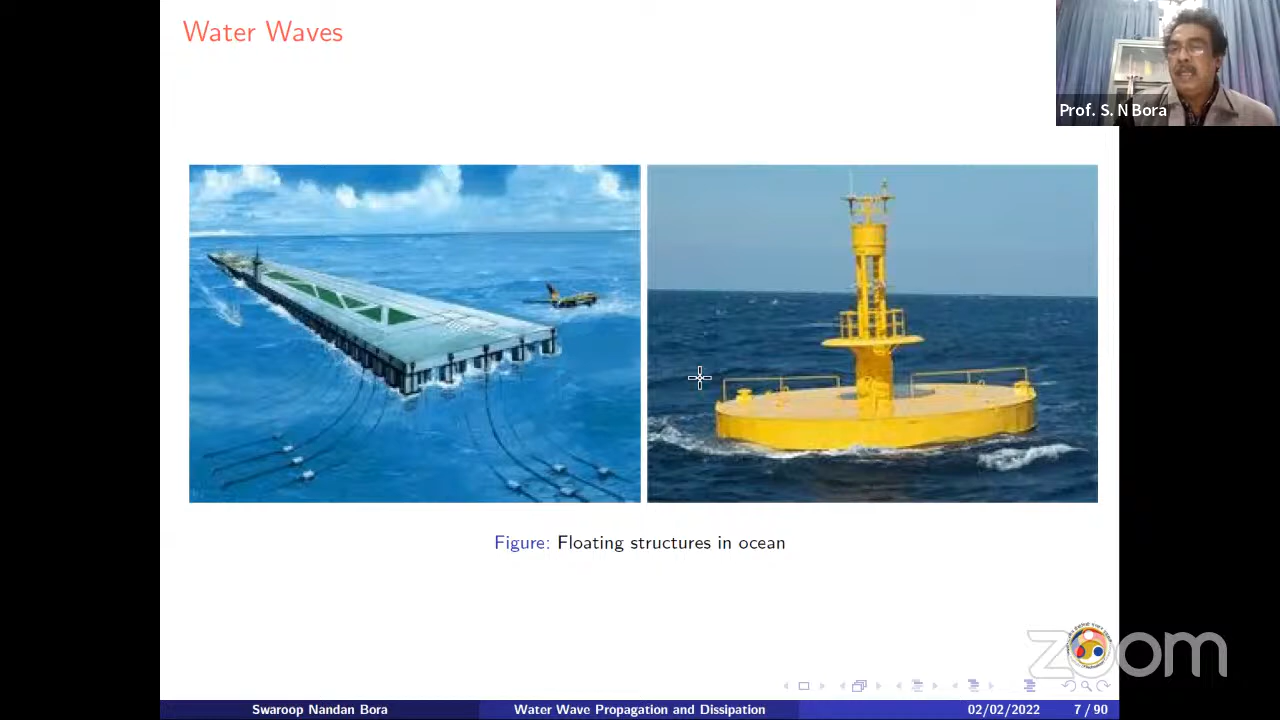 Water Waves
Prof. S. N Bora
Figure: Floating structures in ocean
zoom
Swaroop Nandan Bora
Water Wave Propagation and Dissipation
02/02/2022
7 / 90